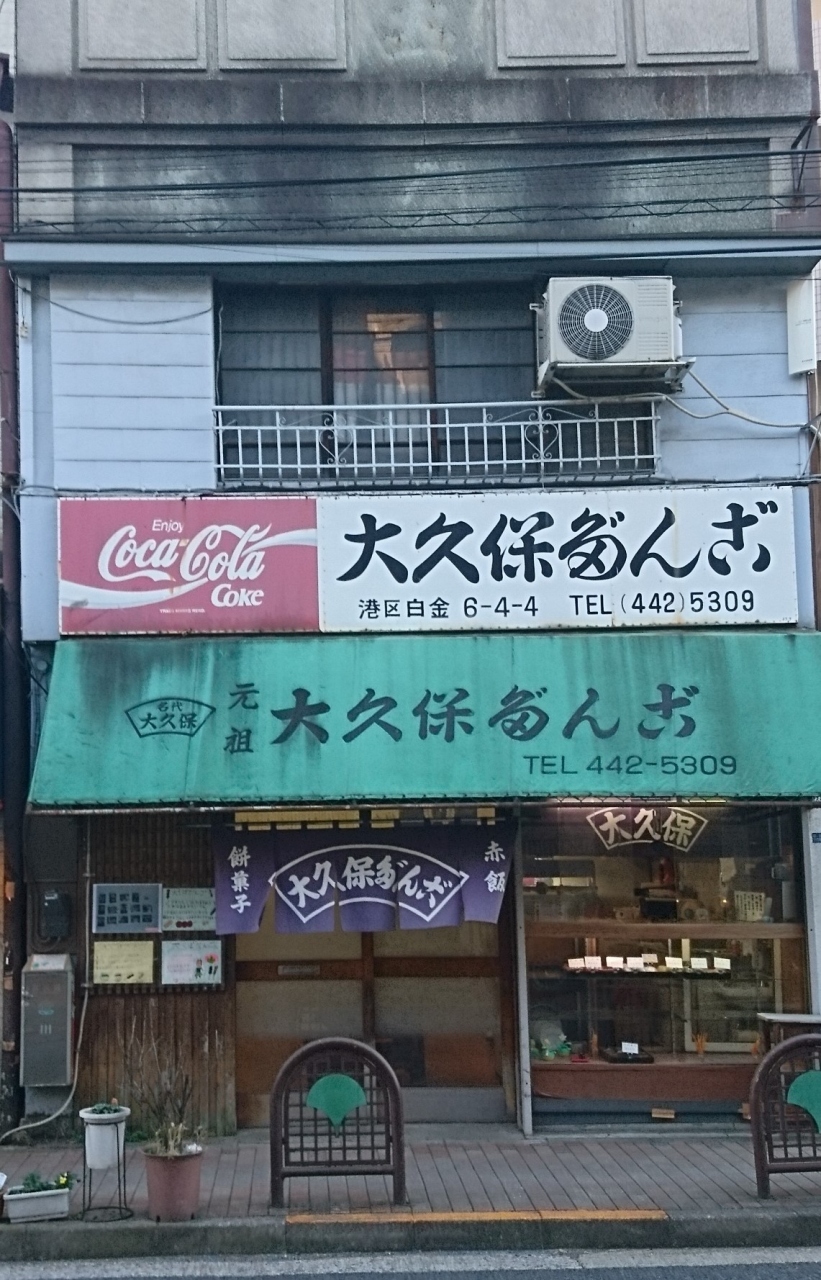 Enjoy
Coca-Cola
Coke
大久保だんご
港区白金 6-4-4 TEL(442)5309
名代
大久保
元祖
大久保だんご
TEL 442-5309
餅菓子
大久保だんご
赤飯
大久保